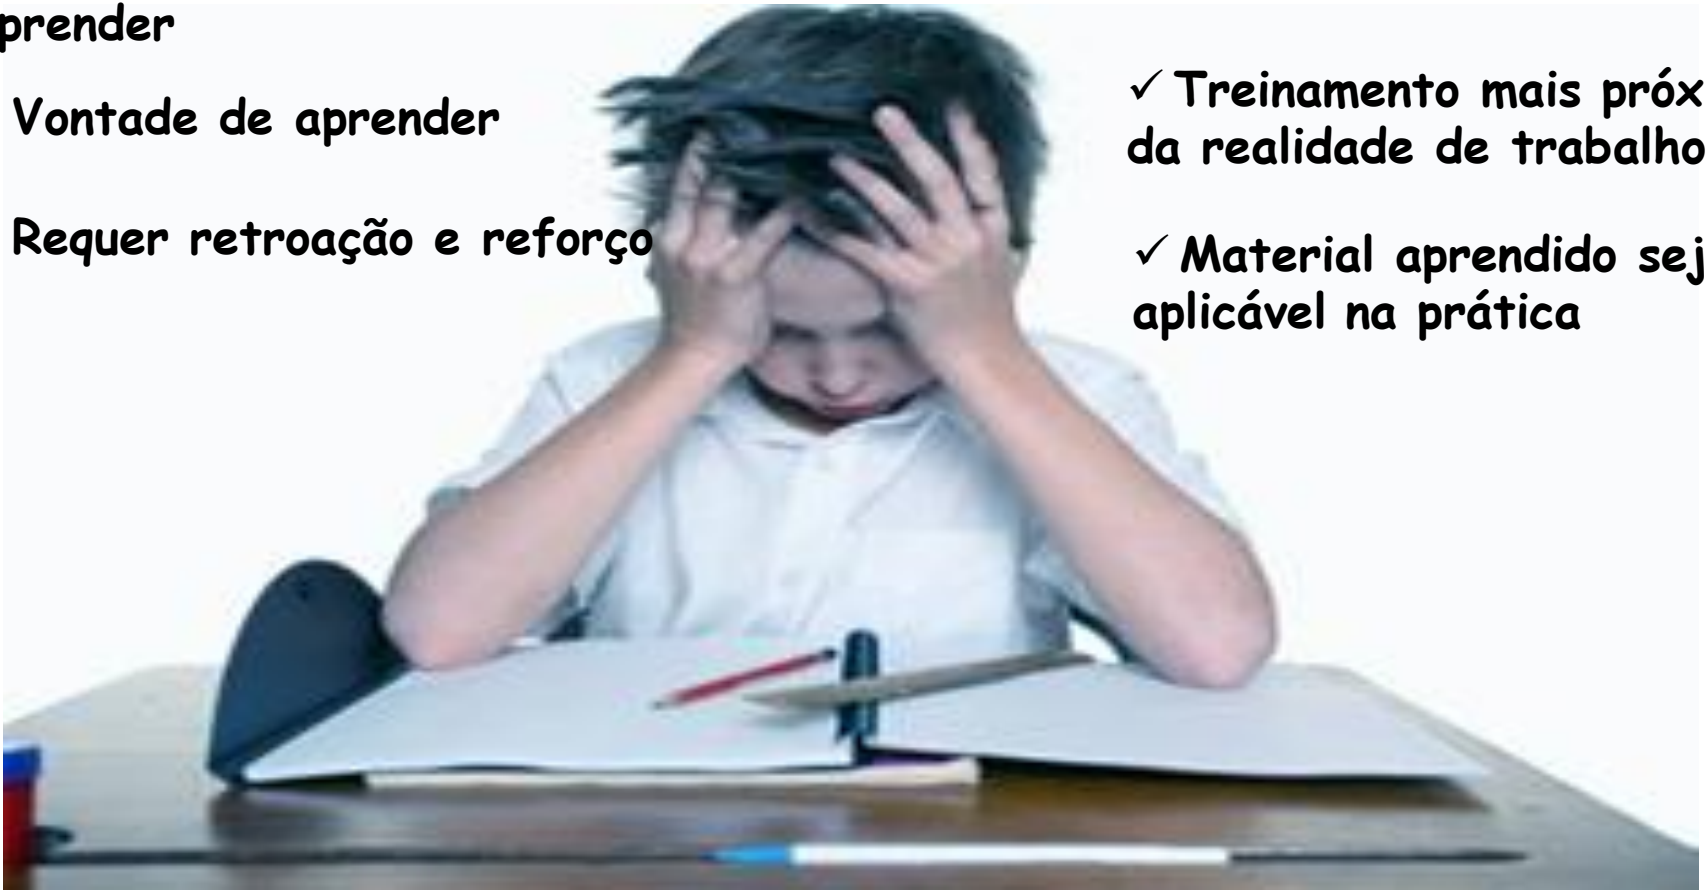 prender
Vontade de aprender
Requer retroação e reforço
✓ Treinamento mais próx
da realidade de trabalho
✓ Material aprendido sej
aplicável na prática